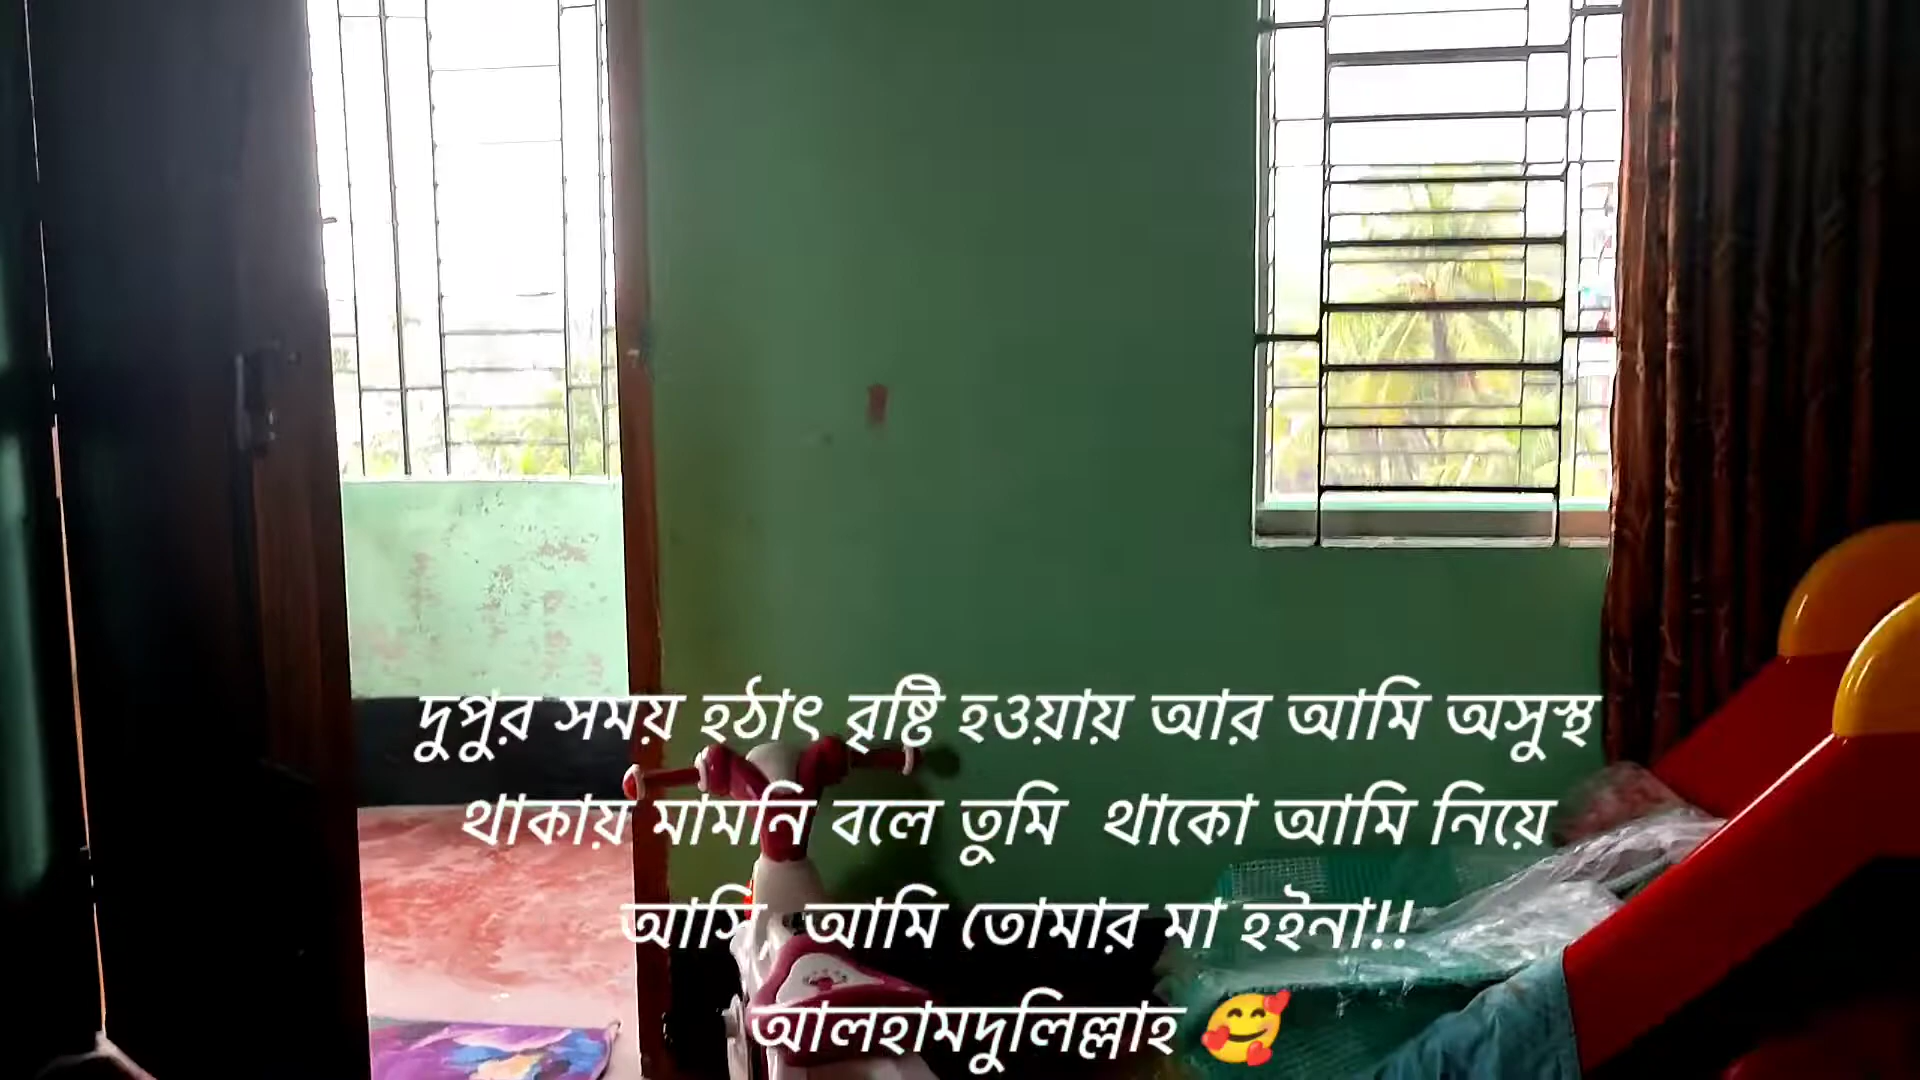 দুপুর সময় হঠাৎ বৃষ্টি হওয়ায় আর আমি অসুস্থ
থাকায় মামনি বলে তুমি থাকো আমি নিয়ে
আসি, আমি তোমার মা হইনা!!
আলহামদুলিল্লাহ 🥰